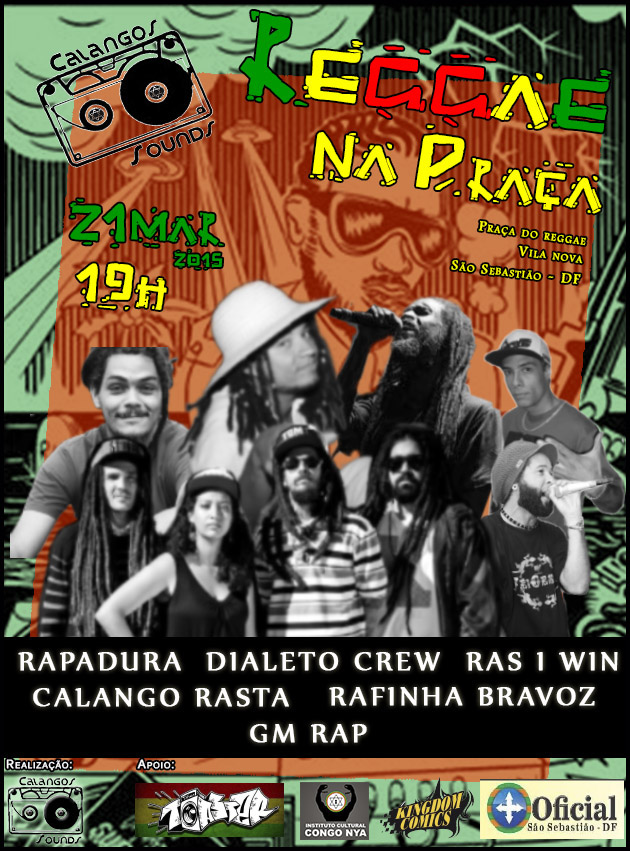 Calangos
Sounds
Reggae
na Praça
21 Mar
2015
19h
Praça do reggae
Vila nova
São Sebastião - DF
RAPADURA DIALETO CREW RAS I WIN
CALANGO RASTA RAFINHA BRAVOZ
GM RAP
Realização:
Apoio:
Calangos
Sounds
INSTITUTO CULTURAL
CONGO NYA
KINGDOM
COMICS
Oficial
São Sebastião - DF